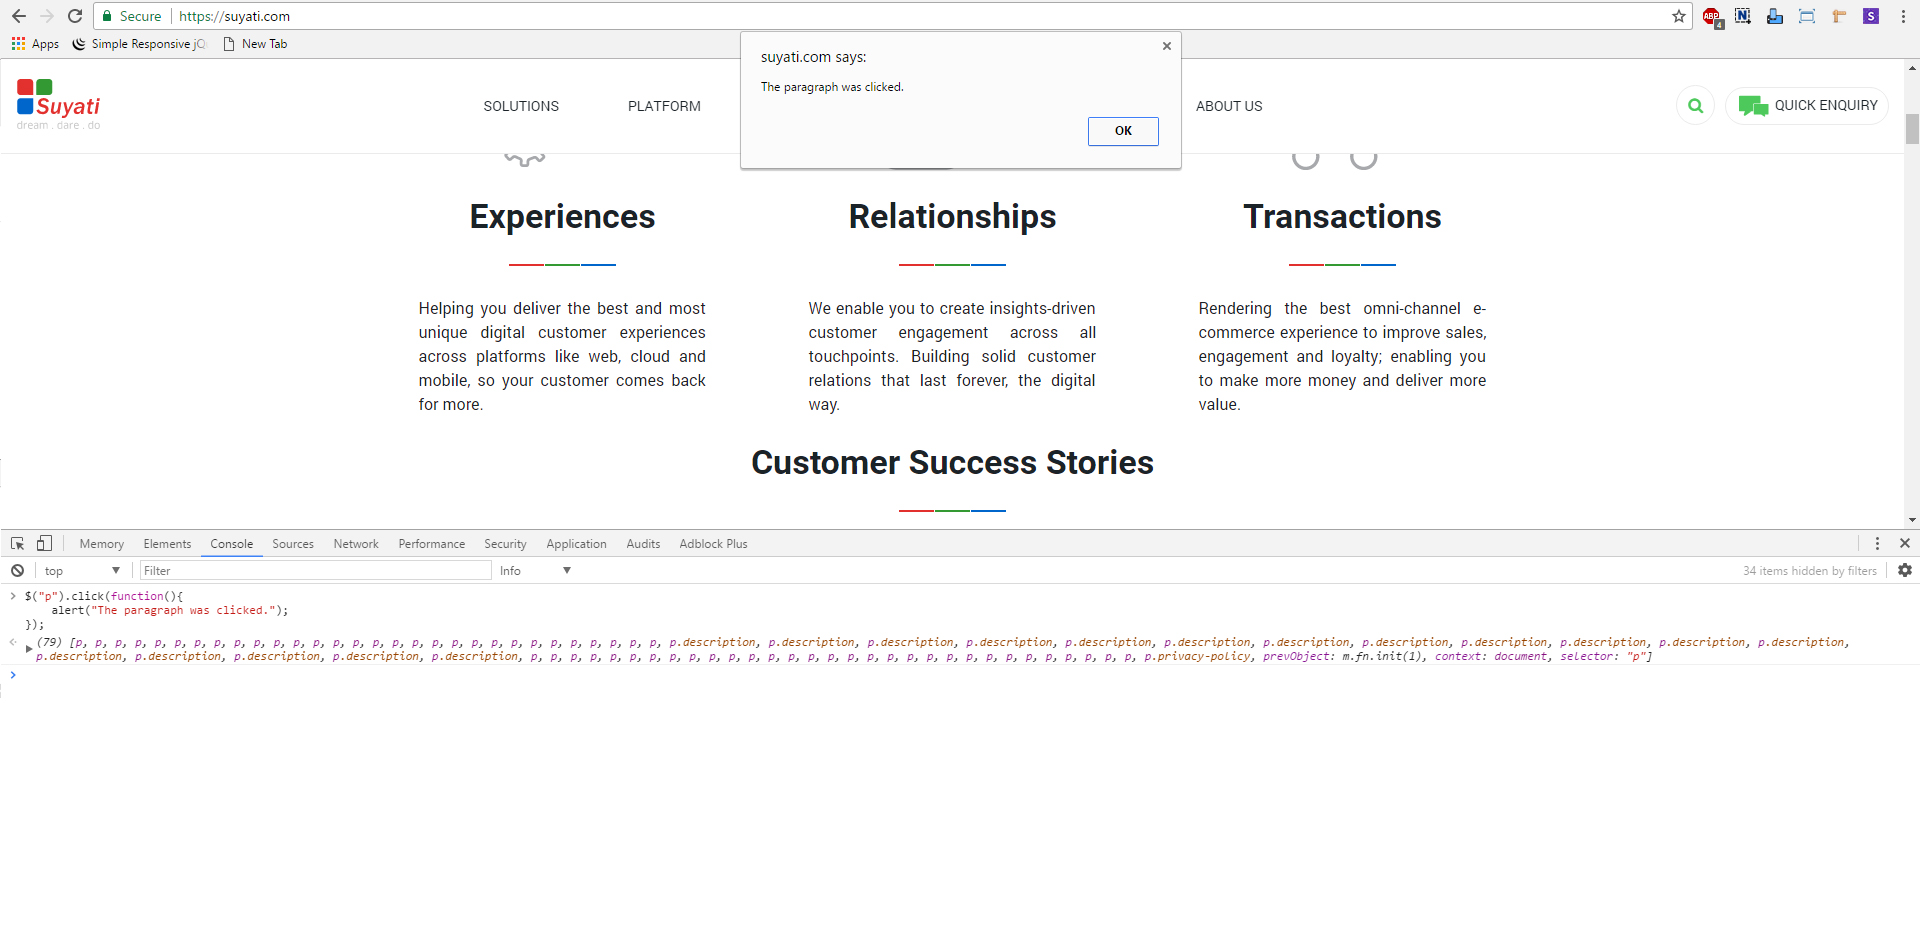 Secure https://suyati.com
ABP 4 N S
Apps Simple Responsive jQ New Tab
suyati.com says:
The paragraph was clicked.
OK
Suyati
dream . dare . do
SOLUTIONS PLATFORM ABOUT US QUICK ENQUIRY
Experiences
Helping you deliver the best and most
unique digital customer experiences
across platforms like web, cloud and
mobile, so your customer comes back
for more.
Relationships
We enable you to create insights-driven
customer engagement across all
touchpoints. Building solid customer
relations that last forever, the digital
way.
Transactions
Rendering the best omni-channel e-
commerce experience to improve sales,
engagement and loyalty; enabling you
to make more money and deliver more
value.
Customer Success Stories
Memory Elements Console Sources Network Performance Security Application Audits Adblock Plus
top Filter Info 34 items hidden by filters
$("p").click(function(){
alert("The paragraph was clicked.");
});
(79) [p, p, p, p, p, p, p, p, p, p, p, p, p, p, p, p, p, p, p, p, p, p, p, p, p, p, p, p, p, p, p.description, p.description, p.description, p.description, p.description, p.description, p.description, p.description, p.description, p.description, p.description, p.description,
p.description, p.description, p.description, p.description, p.description, p, p, p, p, p, p, p, p, p, p, p, p, p, p, p, p, p, p, p, p, p, p, p, p, p, p, p, p, p, p, p, p.privacy-policy, prevObject: m.fn.init(1), context: document, selector: "p"]